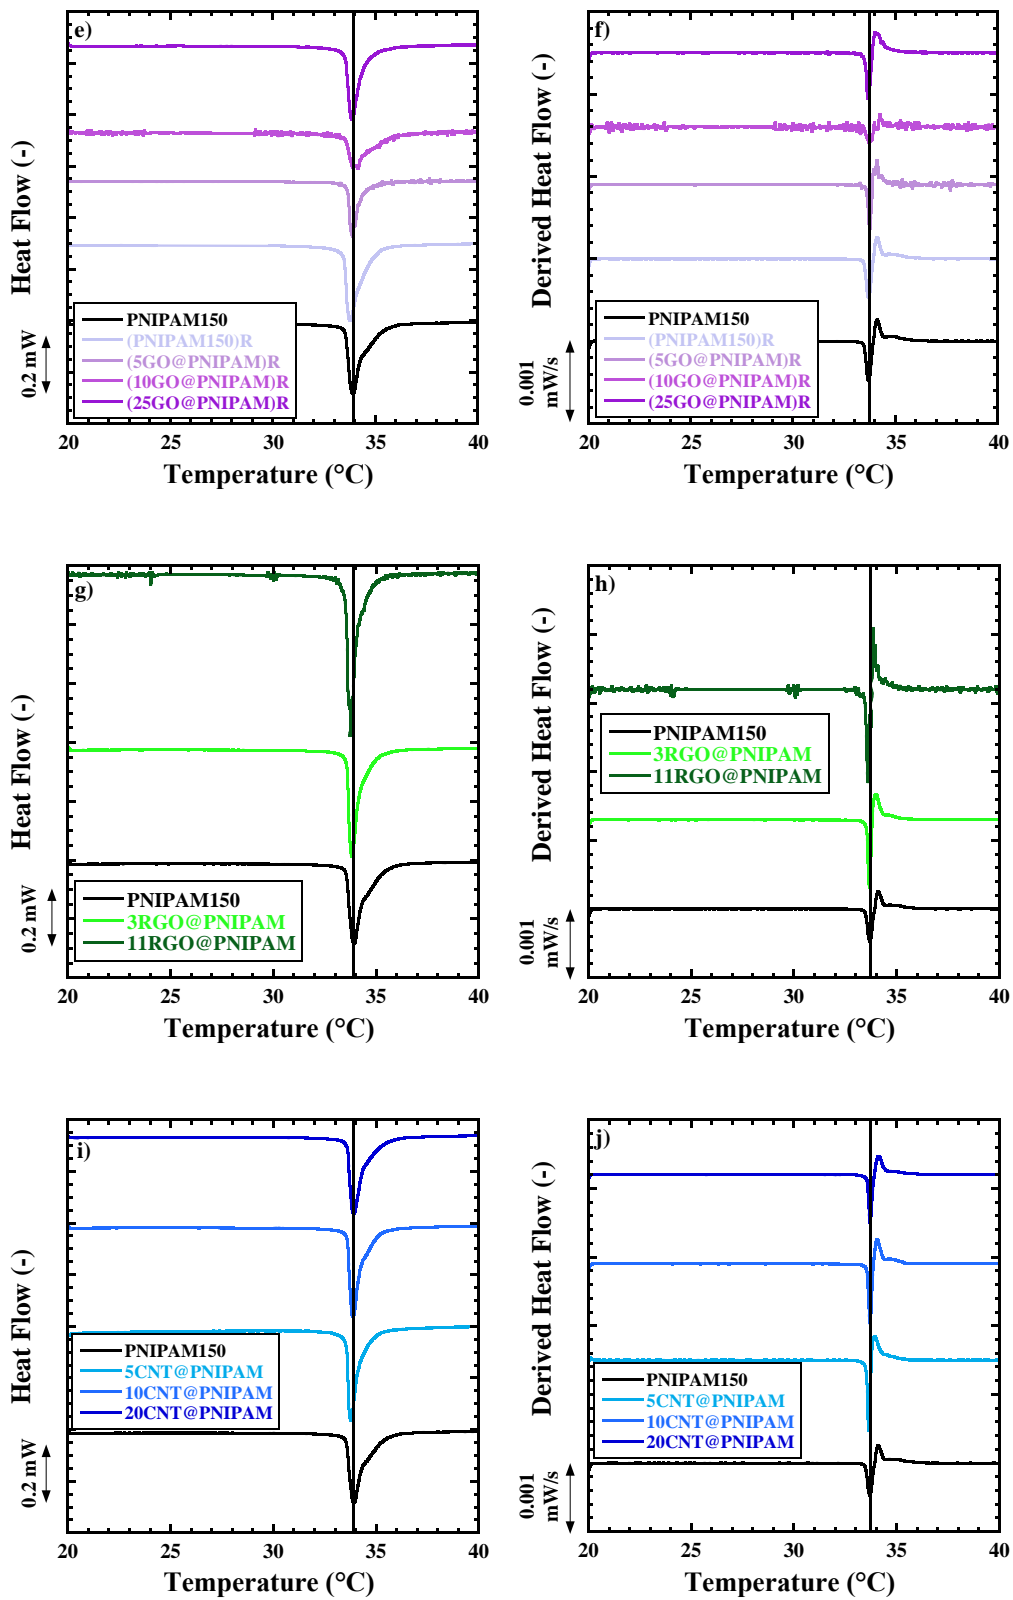 e)
Heat Flow (-)
0.2 mW
PNIPAM150
(PNIPAM150)R
(5GO@PNIPAM)R
(10GO@PNIPAM)R
(25GO@PNIPAM)R
20 25 30 35 40
Temperature (°C)
f)
Derived Heat Flow (-)
0.001
mW/s
PNIPAM150
(PNIPAM150)R
(5GO@PNIPAM)R
(10GO@PNIPAM)R
(25GO@PNIPAM)R
20 25 30 35 40
Temperature (°C)
g)
Heat Flow (-)
0.2 mW
PNIPAM150
3RGO@PNIPAM
11RGO@PNIPAM
20 25 30 35 40
Temperature (°C)
h)
Derived Heat Flow (-)
0.001
mW/s
PNIPAM150
3RGO@PNIPAM
11RGO@PNIPAM
20 25 30 35 40
Temperature (°C)
i)
Heat Flow (-)
0.2 mW
PNIPAM150
5CNT@PNIPAM
10CNT@PNIPAM
20CNT@PNIPAM
20 25 30 35 40
Temperature (°C)
j)
Derived Heat Flow (-)
0.001
mW/s
PNIPAM150
5CNT@PNIPAM
10CNT@PNIPAM
20CNT@PNIPAM
20 25 30 35 40
Temperature (°C)